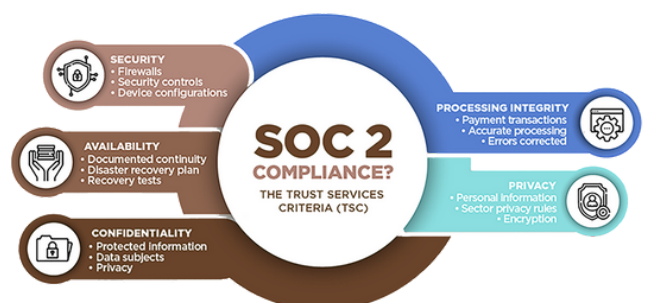 SECURITY
• Firewalls
• Security controls
• Device configurations
AVAILABILITY
• Documented continuity
• Disaster recovery plan
• Recovery tests
CONFIDENTIALITY
• Protected Information
• Data subjects
• Privacy
SOC 2
COMPLIANCE?
THE TRUST SERVICES
CRITERIA (TSC)
PROCESSING INTEGRITY
• Payment transactions
• Accurate processing
• Errors corrected
PRIVACY
• Personal Information
• Sector privacy rules
• Encryption